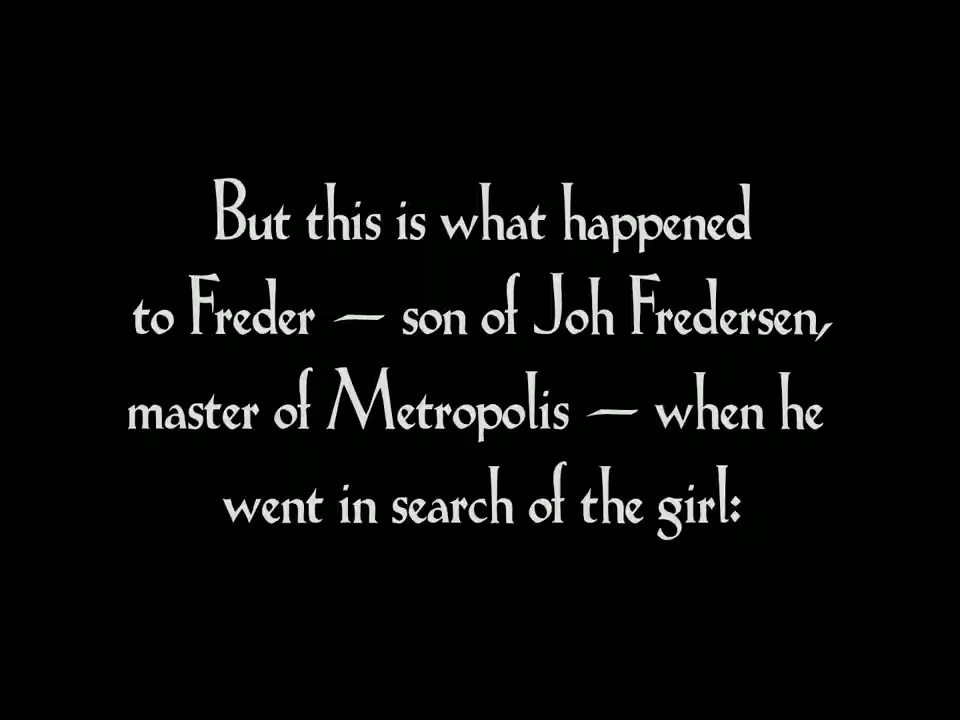 But this is what happened
to Freder — son of Joh Fredersen,
master of Metropolis — when he
went in search of the girl: